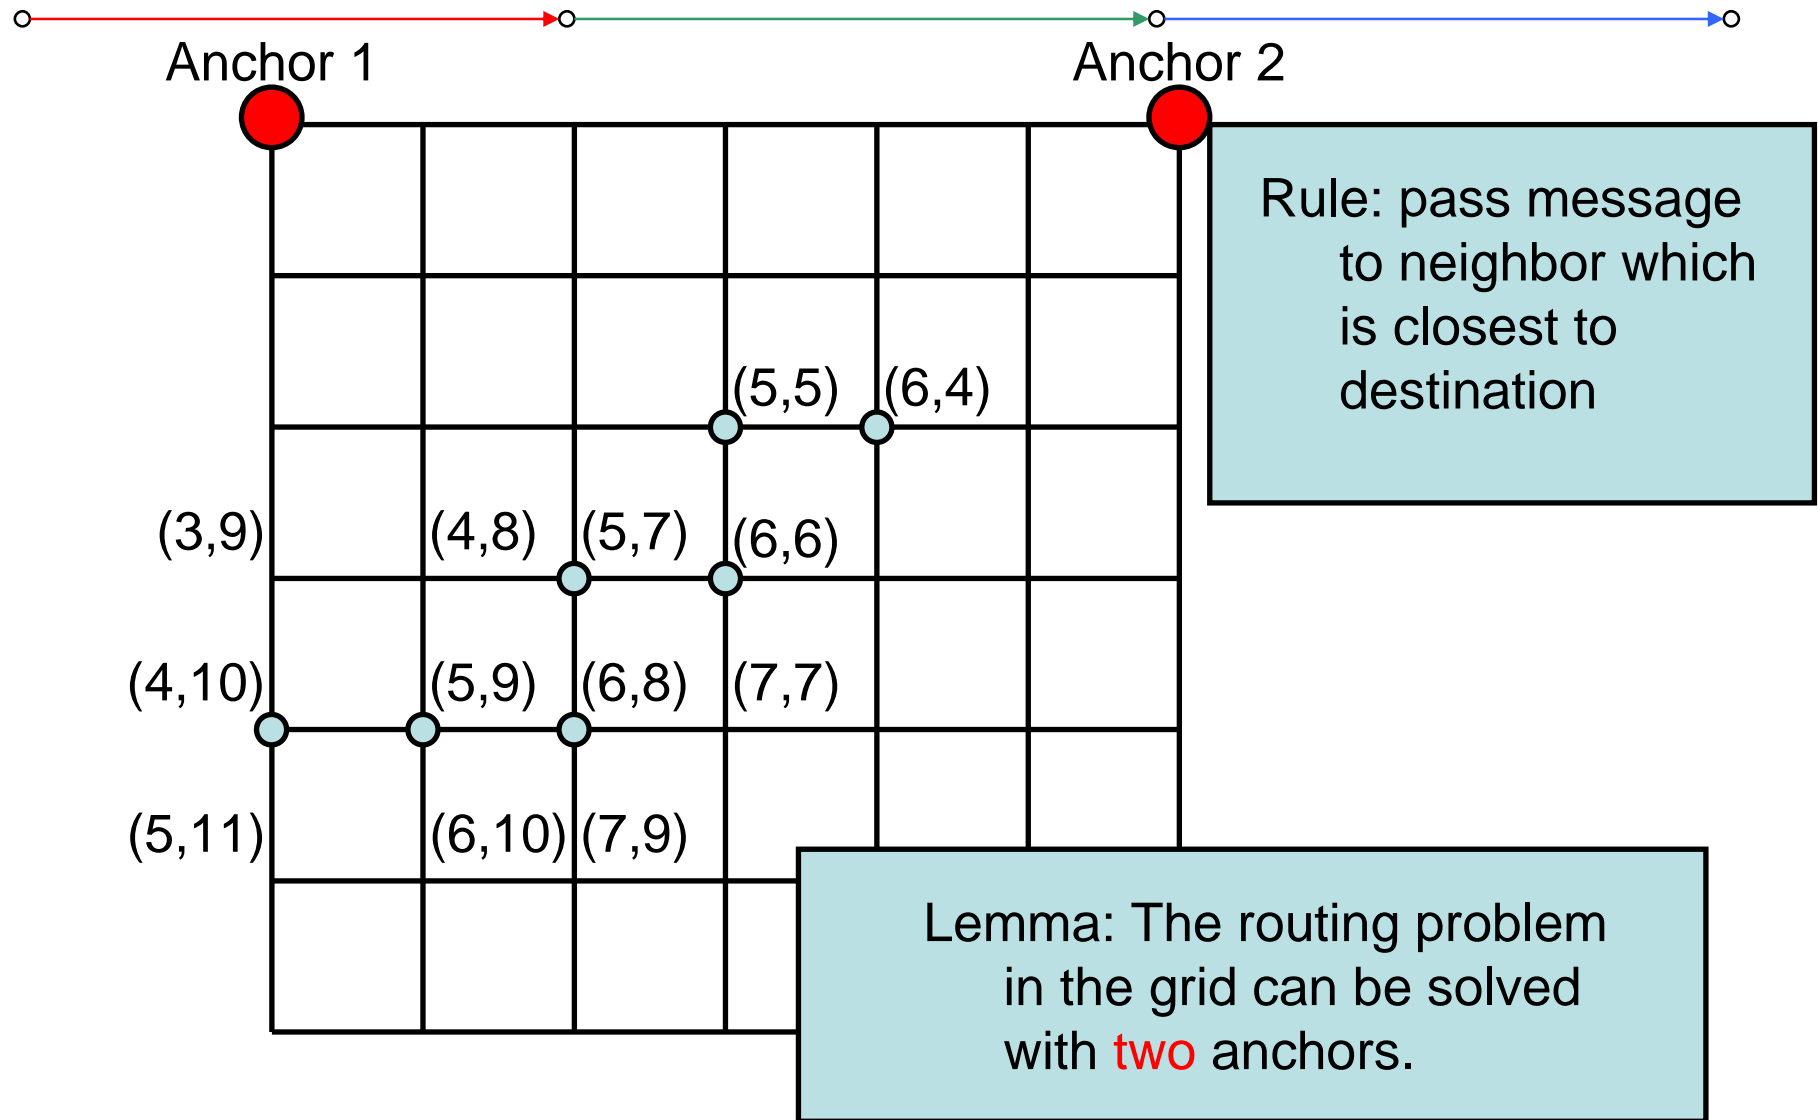 Anchor 1
Anchor 2
Rule: pass message
to neighbor which
is closest to
destination
(5,5)
(6,4)
(3,9)
(4,8)
(5,7)
(6,6)
(4,10)
(5,9)
(6,8)
(7,7)
(5,11)
(6,10)
(7,9)
Lemma: The routing problem
in the grid can be solved
with two anchors.